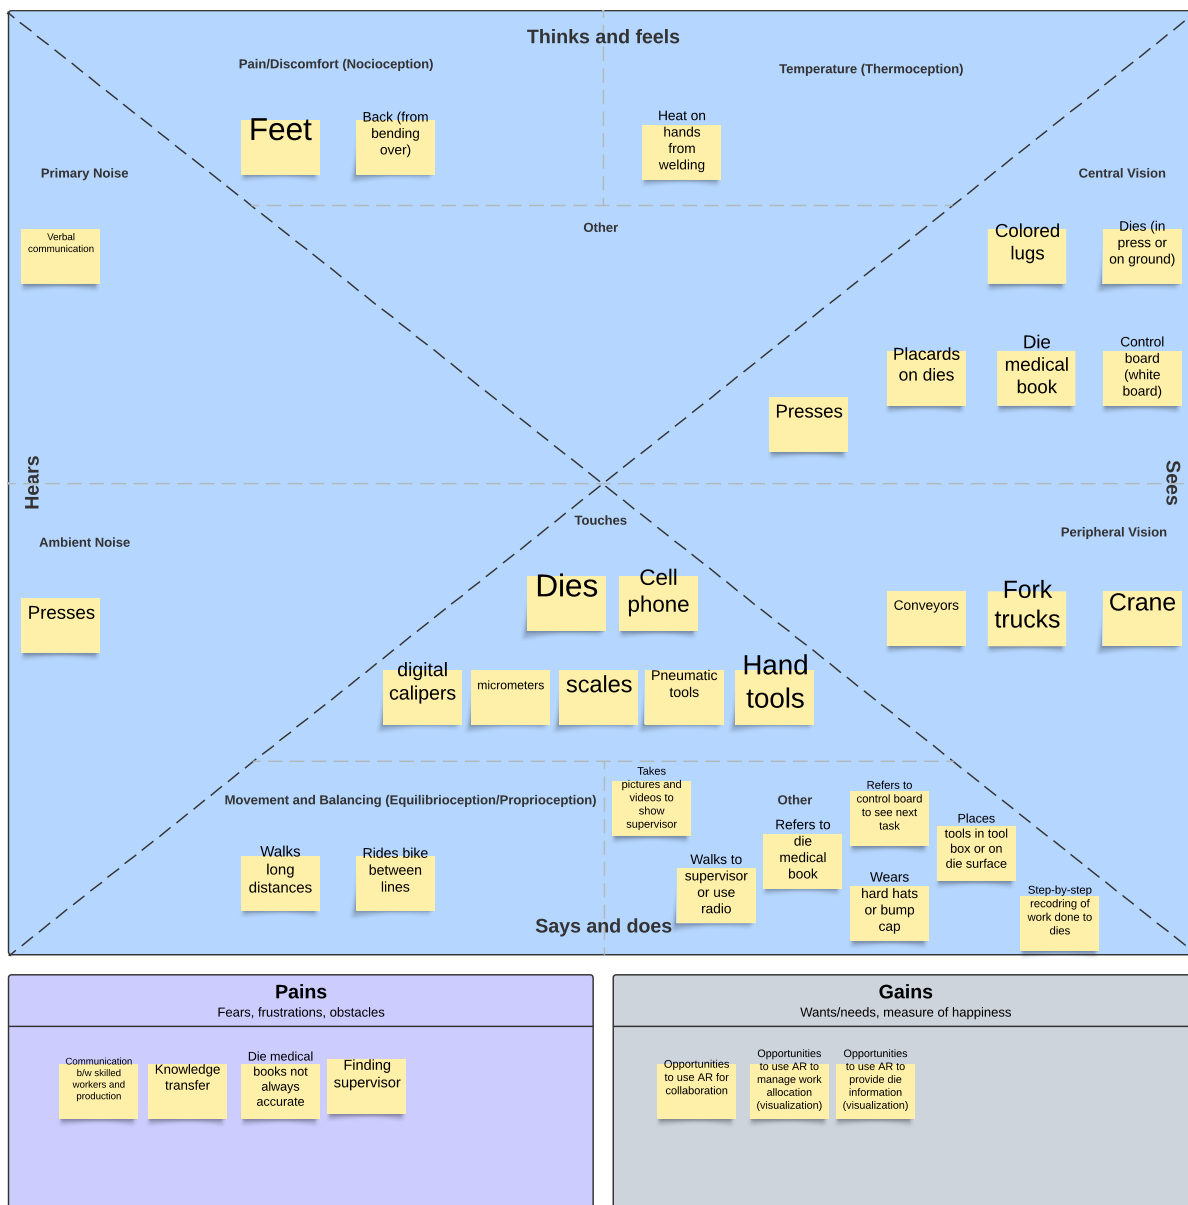 Thinks and feels
Pain/Discomfort (Nocioception)
Temperature (Thermoception)
Feet
Back (from
bending
over)
Heat on
hands
from
welding
Other
Primary Noise
Verbal
communication
Hears
Ambient Noise
Presses
Central Vision
Colored
lugs
Dies (in
press or
on ground)
Placards
on dies
Die
medical
book
Control
board
(white
board)
Presses
Sees
Peripheral Vision
Conveyors
Fork
trucks
Crane
Touches
Dies
Cell
phone
digital
calipers
micrometers
scales
Pneumatic
tools
Hand
tools
Movement and Balancing (Equilibrioception/Proprioception)
Walks
long
distances
Rides bike
between
lines
Other
Takes
pictures and
videos to
show
supervisor
Walks to
supervisor
or use
radio
Refers to
die
medical
book
Refers to
control board
to see next
task
Wears
hard hats
or bump
cap
Places
tools in tool
box or on
die surface
Step-by-step
recodring of
work done to
dies
Says and does
Pains
Fears, frustrations, obstacles
Communication
b/w skilled
workers and
production
Knowledge
transfer
Die medical
books not
always
accurate
Finding
supervisor
Gains
Wants/needs, measure of happiness
Opportunities
to use AR for
collaboration
Opportunities
to use AR to
manage work
allocation
(visualization)
Opportunities
to use AR to
provide die
information
(visualization)